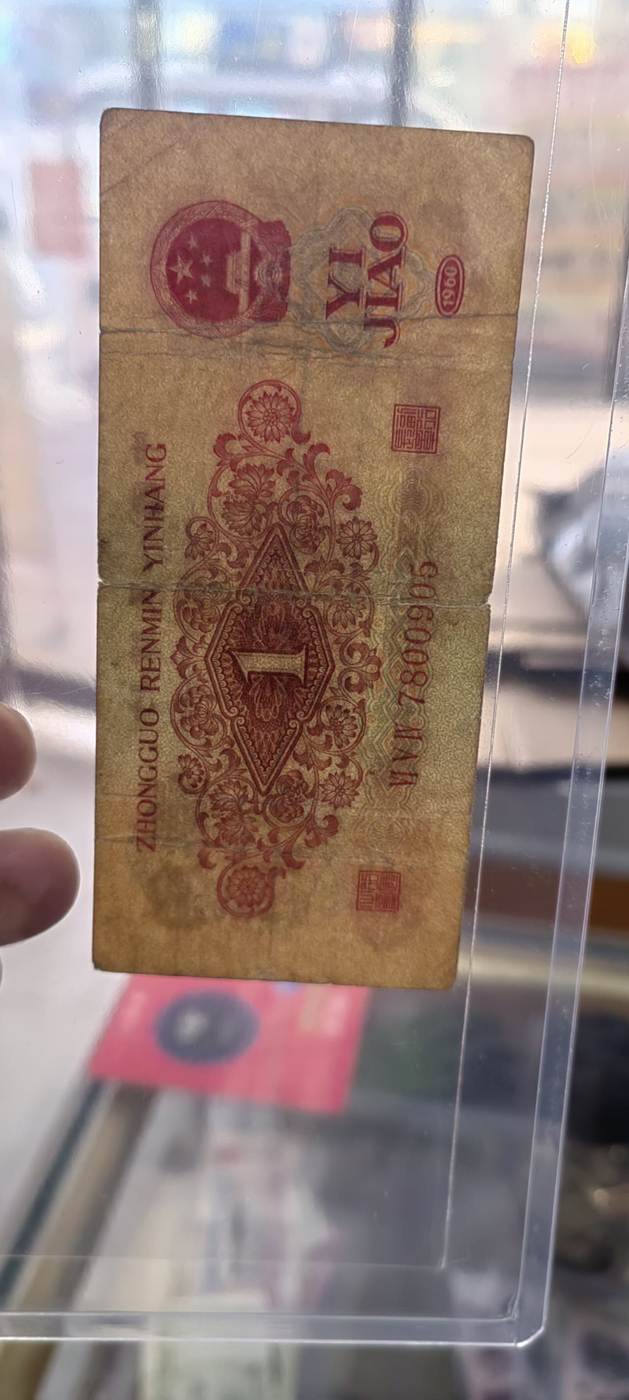 ZHONGGUO RENMIN YINHANG
1
YI
JIAO
7800905
1960